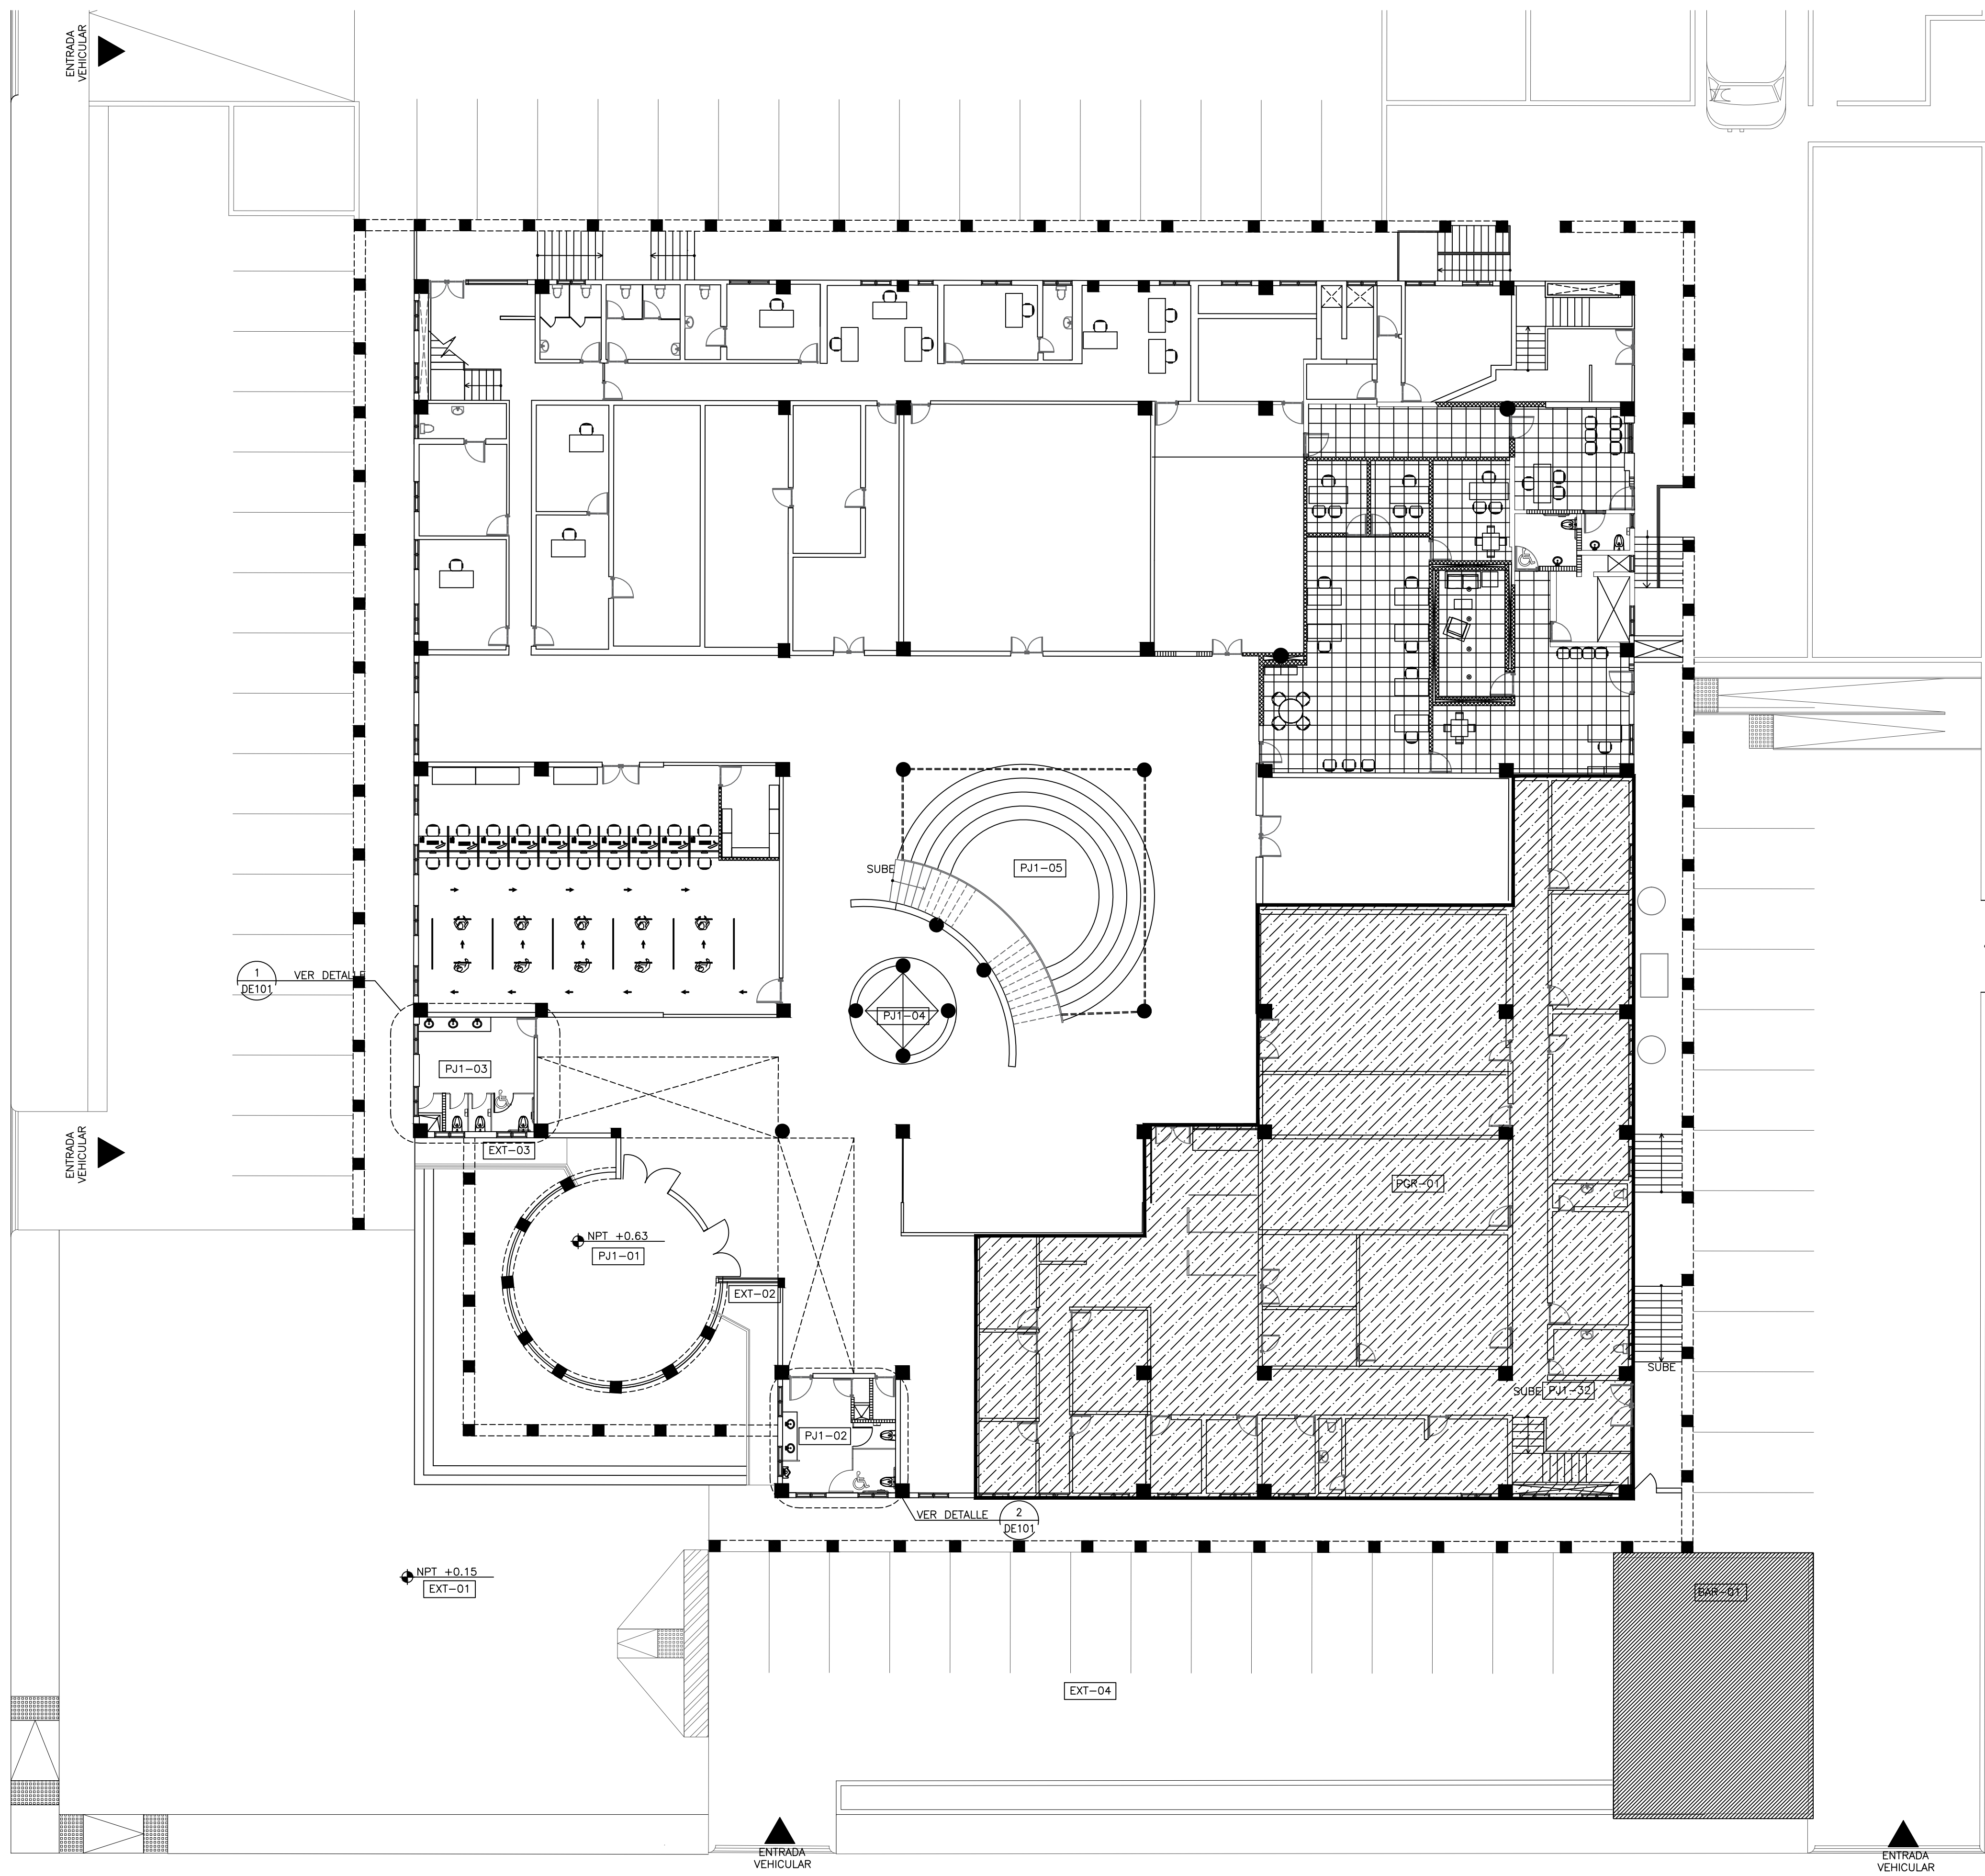 ENTRADA
VEHICULAR
SUBE
PJ1-05
1
DE101
VER DETALLE
PJ1-04
PJ1-03
ENTRADA
VEHICULAR
EXT-03
PGR-01
NPT +0.63
PJ1-01
EXT-02
SUBE
SUBE
PJ1-32
PJ1-02
VER DETALLE
2
DE101
NPT +0.15
EXT-01
BAR-01
EXT-04
ENTRADA
VEHICULAR
ENTRADA
VEHICULAR